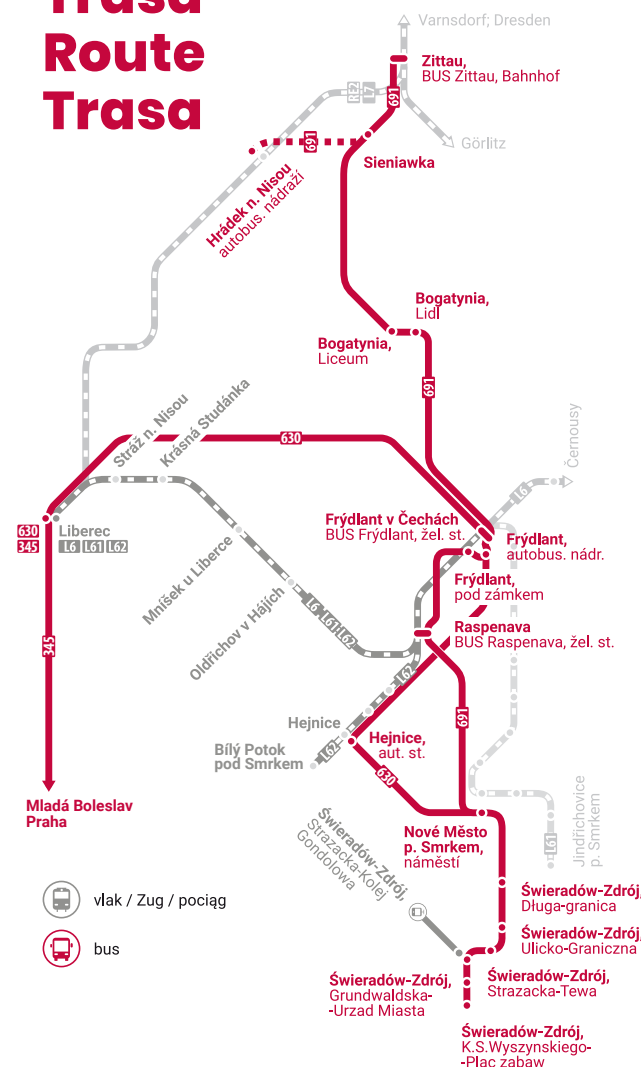 Trasa
Route
Trasa
Varnsdorf; Dresden
Zittau,
BUS Zittau, Bahnhof
RE2
L7
691
Görlitz
691
Sieniawka
Hrádek n. Nisou
autobus. nádraží
Bogatynia,
Lidl
Bogatynia,
Liceum
691
Stráž n. Nisou
Krásná Studánka
630
Černousy
L6
630
345
Liberec
L6 L61 L62
Frýdlant v Čechách
BUS Frýdlant, žel. st.
Frýdlant,
autobus. nádr.
Mníšek u Liberce
Oldřichov v Hájích
L6 L61 L62
Frýdlant,
pod zámkem
Raspenava
BUS Raspenava, žel. st.
345
L62
691
Hejnice
Hejnice,
aut. st.
Bílý Potok
pod Smrkem
L62
630
Mladá Boleslav
Praha
Nové Město
p. Smrkem,
náměstí
Jindřichovice
p. Smrkem
L61
Świeradów-Zdrój,
Strazacka-Kolej
Gondolowa
vlak / Zug / pociąg
bus
Świeradów-Zdrój,
Długa-granica
Świeradów-Zdrój,
Ulicko-Graniczna
Świeradów-Zdrój,
Grundwaldska-
-Urzad Miasta
Świeradów-Zdrój,
Strazacka-Tewa
Świeradów-Zdrój,
K.S.Wyszynskiego-
-Plac zabaw